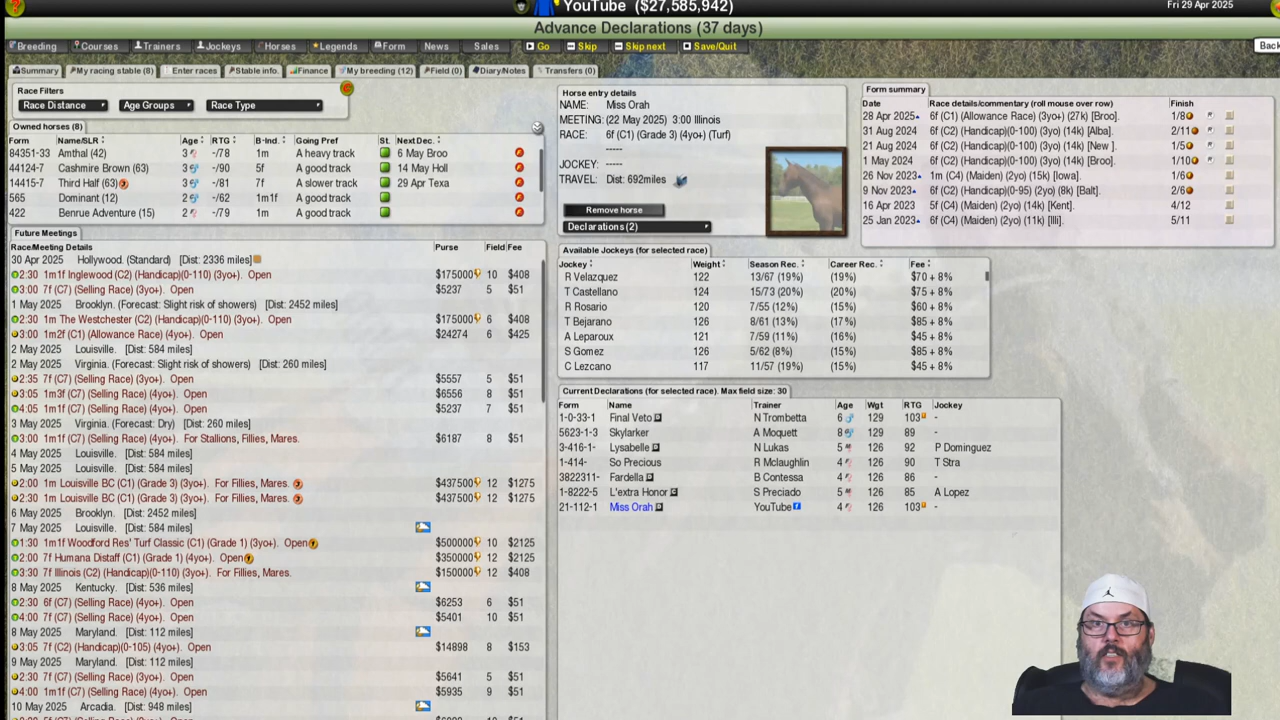 YouTube ($27,585,942)
Fri 29 Apr 2025
Advance Declarations (37 days)
Breeding Courses Trainers Jockeys Horses Legends Form News Sales Go Skip Skip next Save/Quit Back
Summary My racing stable (8) Enter races Stable info. Finance My breeding (12) Field (0) Diary/Notes Transfers (0)
Race Filters
Race Distance Age Groups Race Type
Owned horses (8)
Form Name/SLR Age RTG B-Ind. Going Pref St. Next Dec.
84351-33 Amthal (42) 3 -/78 1m A heavy track 6 May Broo
44124-7 Cashmire Brown (63) 3 -/90 5f A good track 14 May Holl
14415-7 Third Half (63) 3 -/81 7f A slower track 29 Apr Texa
565 Dominant (12) 2 -/62 1m1f A good track
422 Benrue Adventure (15) 2 -/79 1m A good track
Future Meetings
Race/Meeting Details Purse Field Fee
30 Apr 2025 Hollywood. (Standard) [Dist: 2336 miles]
2:30 1m1f Inglewood (C2) (Handicap)(0-110) (3yo+). Open $175000 10 $408
3:00 7f (C7) (Selling Race) (3yo+). Open $5237 5 $51
1 May 2025 Brooklyn. (Forecast: Slight risk of showers) [Dist: 2452 miles]
2:30 1m The Westchester (C2) (Handicap)(0-110) (3yo+). Open $175000 6 $408
3:00 1m2f (C1) (Allowance Race) (4yo+). Open $24274 6 $425
2 May 2025 Louisville. [Dist: 584 miles]
2 May 2025 Virginia. (Forecast: Slight risk of showers) [Dist: 260 miles]
2:35 7f (C7) (Selling Race) (3yo+). Open $5557 5 $51
3:05 1m3f (C7) (Selling Race) (4yo+). Open $6556 8 $51
4:05 1m1f (C7) (Selling Race) (4yo+). Open $5237 7 $51
3 May 2025 Virginia. (Forecast: Dry) [Dist: 260 miles]
3:00 1m1f (C7) (Selling Race) (4yo+). For Stallions, Fillies, Mares. $6187 8 $51
4 May 2025 Louisville. [Dist: 584 miles]
5 May 2025 Louisville. [Dist: 584 miles]
2:00 1m Louisville BC (C1) (Grade 3) (3yo+). For Fillies, Mares. $437500 12 $1275
2:30 1m Louisville BC (C1) (Grade 3) (3yo+). For Fillies, Mares. $437500 12 $1275
6 May 2025 Brooklyn. [Dist: 2452 miles]
7 May 2025 Louisville. [Dist: 584 miles]
1:30 1m1f Woodford Res' Turf Classic (C1) (Grade 1) (3yo+). Open $500000 10 $2125
2:00 7f Humana Distaff (C1) (Grade 1) (4yo+). Open $350000 12 $2125
3:30 7f Illinois (C2) (Handicap)(0-110) (3yo+). For Fillies, Mares. $150000 12 $408
8 May 2025 Kentucky. [Dist: 536 miles]
2:30 6f (C7) (Selling Race) (4yo+). Open $6253 6 $51
4:00 7f (C7) (Selling Race) (4yo+). Open $5401 10 $51
8 May 2025 Maryland. [Dist: 112 miles]
3:05 7f (C2) (Handicap)(0-105) (4yo+). Open $14898 8 $153
9 May 2025 Maryland. [Dist: 112 miles]
2:30 7f (C7) (Selling Race) (3yo+). Open $5641 5 $51
4:00 1m1f (C7) (Selling Race) (4yo+). Open $5935 9 $51
10 May 2025 Arcadia. [Dist: 948 miles]
Horse entry details
NAME: Miss Orah
MEETING: (22 May 2025) 3:00 Illinois
RACE: 6f (C1) (Grade 3) (4yo+) (Turf)
-----
JOCKEY: -----
TRAVEL: Dist: 692miles
Remove horse
Declarations (2)
Form summary
Date Race details/commentary (roll mouse over row) Finish
28 Apr 2025 6f (C1) (Allowance Race) (3yo+) (27k) [Broo]. 1/8
31 Aug 2024 6f (C2) (Handicap)(0-100) (3yo) (14k) [Alba]. 2/11
21 Aug 2024 6f (C2) (Handicap)(0-100) (3yo) (14k) [New ]. 1/5
1 May 2024 6f (C2) (Handicap)(0-100) (3yo) (14k) [Broo]. 1/10
26 Nov 2023 1m (C4) (Maiden) (2yo) (15k) [Iowa]. 1/6
9 Nov 2023 6f (C2) (Handicap)(0-95) (2yo) (8k) [Balt]. 2/6
16 Apr 2023 5f (C4) (Maiden) (2yo) (14k) [Kent]. 4/12
25 Jan 2023 6f (C4) (Maiden) (2yo) (11k) [Illi]. 5/11
Available Jockeys (for selected race)
Jockey Weight Season Rec. Career Rec. Fee
R Velazquez 122 13/67 (19%) (19%) $70 + 8%
T Castellano 124 15/73 (20%) (20%) $75 + 8%
R Rosario 120 7/55 (12%) (15%) $60 + 8%
T Bejarano 126 8/61 (13%) (17%) $85 + 8%
A Leparoux 121 7/59 (11%) (16%) $45 + 8%
S Gomez 126 5/62 (8%) (15%) $85 + 8%
C Lezcano 117 11/57 (19%) (15%) $45 + 8%
Current Declarations (for selected race). Max field size: 30
Form Name Trainer Age Wgt RTG Jockey
1-0-33-1 Final Veto N Trombetta 6 129 103 -
5623-1-3 Skylarker A Moquett 8 129 89 -
3-416-1- Lysabelle N Lukas 5 126 92 P Dominguez
1-414- So Precious R Mclaughlin 4 126 90 T Stra
3822311- Fardella B Contessa 4 126 86 -
1-8222-5 L'extra Honor S Preciado 5 126 85 A Lopez
21-112-1 Miss Orah YouTube 4 126 103 -